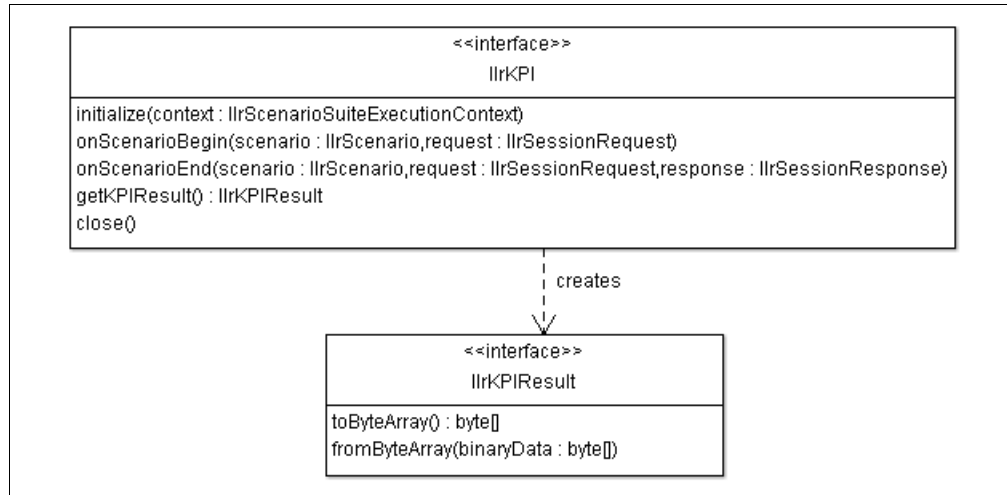 <<interface>>
IlrKPI
initialize(context : IlrScenarioSuiteExecutionContext)
onScenarioBegin(scenario : IlrScenario,request : IlrSessionRequest)
onScenarioEnd(scenario : IlrScenario,request : IlrSessionRequest,response : IlrSessionResponse)
getKPIResult() : IlrKPIResult
close()
creates
<<interface>>
IlrKPIResult
toByteArray() : byte[]
fromByteArray(binaryData : byte[])